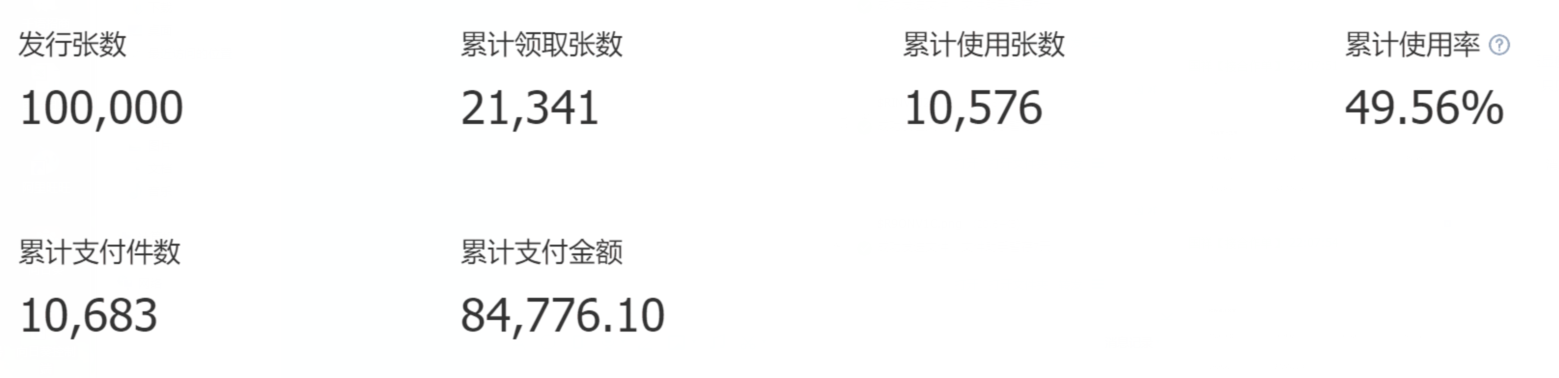 发行张数
累计领取张数
累计使用张数
累计使用率 ?
100,000
21,341
10,576
49.56%
累计支付件数
累计支付金额
10,683
84,776.10